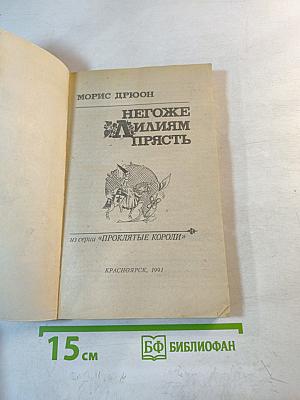 МОРИС ДРЮОН
НЕГОЖЕ
ЛИЛИЯМ
ПРЯСТЬ
из серии «ПРОКЛЯТЫЕ КОРОЛИ»
КРАСНОЯРСК, 1991
15 см
БФ БИБЛИОФАН